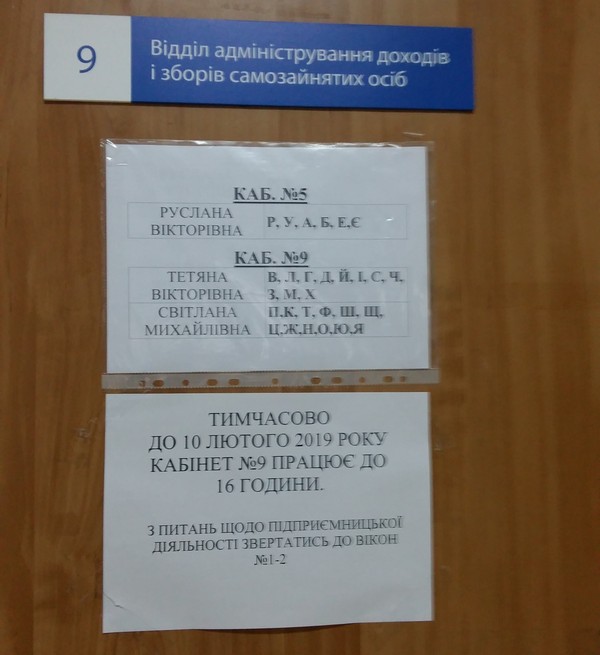 9
Відділ адміністрування доходів
і зборів самозайнятих осіб
КАБ. №5
РУСЛАНА
ВІКТОРІВНА
Р, У, А, Б, Е,Є
КАБ. №9
ТЕТЯНА
ВІКТОРІВНА
В, Л, Г, Д, Й, І, С, Ч,
З, М, Х
СВІТЛАНА
МИХАЙЛІВНА
П,К, Т, Ф, Ш, Щ,
Ц,Ж,Н,О,Ю,Я
ТИМЧАСОВО
ДО 10 ЛЮТОГО 2019 РОКУ
КАБІНЕТ №9 ПРАЦЮЄ ДО
16 ГОДИНИ.
З ПИТАНЬ ЩОДО ПІДПРИЄМНИЦЬКОЇ
ДІЯЛЬНОСТІ ЗВЕРТАТИСЬ ДО ВІКОН
№1-2